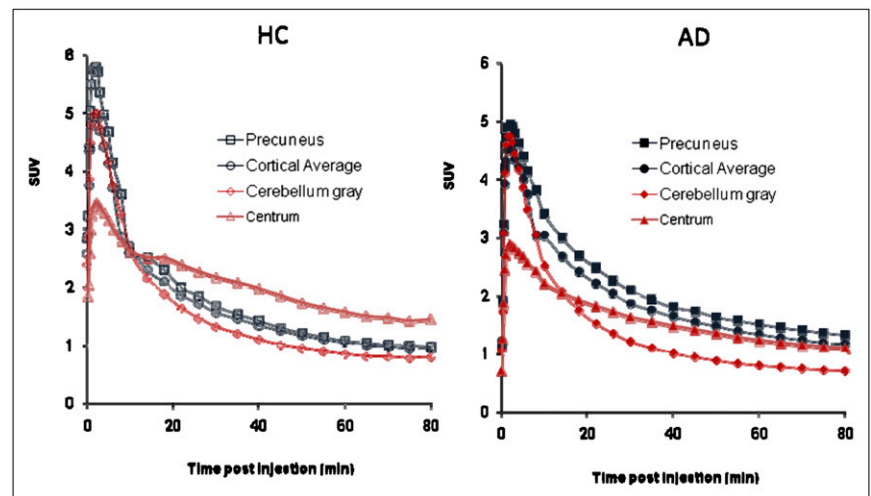 HC
6
5
4
3
2
1
0
SUV
Precuneus
Cortical Average
Cerebellum gray
Centrum
0 20 40 60 80
Time post injection (min)
AD
6
5
4
3
2
1
0
SUV
Precuneus
Cortical Average
Cerebellum gray
Centrum
0 20 40 60 80
Time post injection (min)